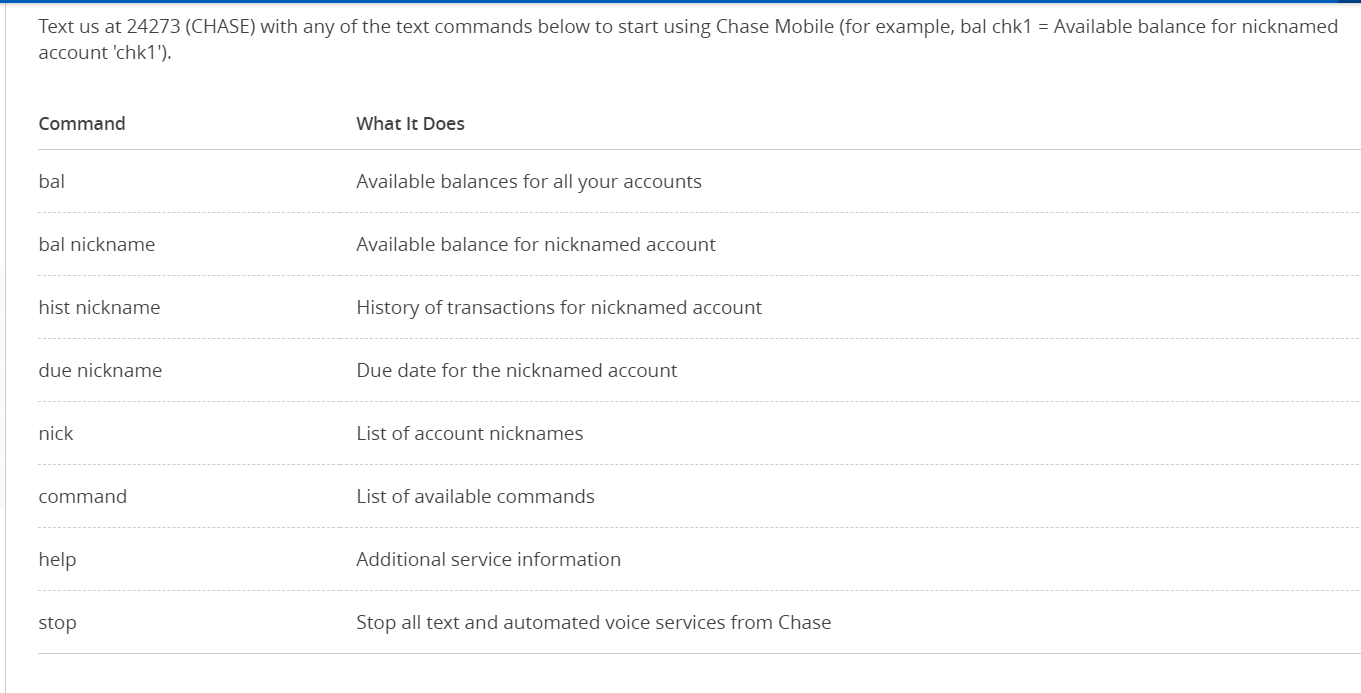 Text us at 24273 (CHASE) with any of the text commands below to start using Chase Mobile (for example, bal chk1 = Available balance for nicknamed
account 'chk1').
Command What It Does
bal Available balances for all your accounts
bal nickname Available balance for nicknamed account
hist nickname History of transactions for nicknamed account
due nickname Due date for the nicknamed account
nick List of account nicknames
command List of available commands
help Additional service information
stop Stop all text and automated voice services from Chase